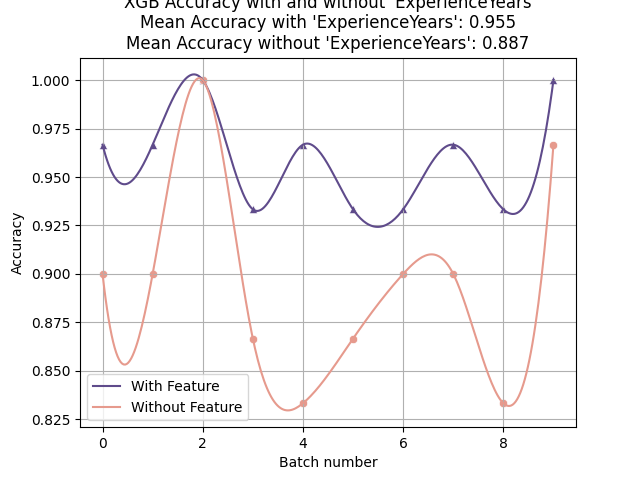 XGB Accuracy with and without 'ExperienceYears'
Mean Accuracy with 'ExperienceYears': 0.955
Mean Accuracy without 'ExperienceYears': 0.887
1.000
0.975
0.950
0.925
0.900
0.875
0.850
0.825
Accuracy
With Feature
Without Feature
0 2 4 6 8
Batch number